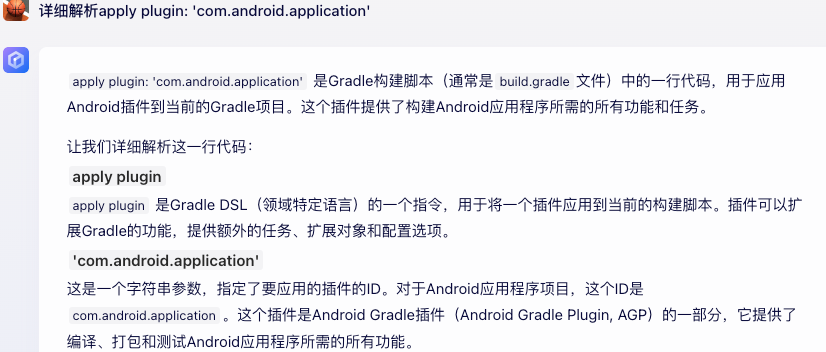 详细解析apply plugin: 'com.android.application'
apply plugin: 'com.android.application' 是Gradle构建脚本（通常是 build.gradle 文件）中的一行代码，用于应用
Android插件到当前的Gradle项目。这个插件提供了构建Android应用程序所需的所有功能和任务。
让我们详细解析这一行代码：
apply plugin
apply plugin 是Gradle DSL（领域特定语言）的一个指令，用于将一个插件应用到当前的构建脚本。插件可以扩
展Gradle的功能，提供额外的任务、扩展对象和配置选项。
'com.android.application'
这是一个字符串参数，指定了要应用的插件的ID。对于Android应用程序项目，这个ID是
com.android.application 。这个插件是Android Gradle插件（Android Gradle Plugin, AGP）的一部分，它提供了
编译、打包和测试Android应用程序所需的所有功能。